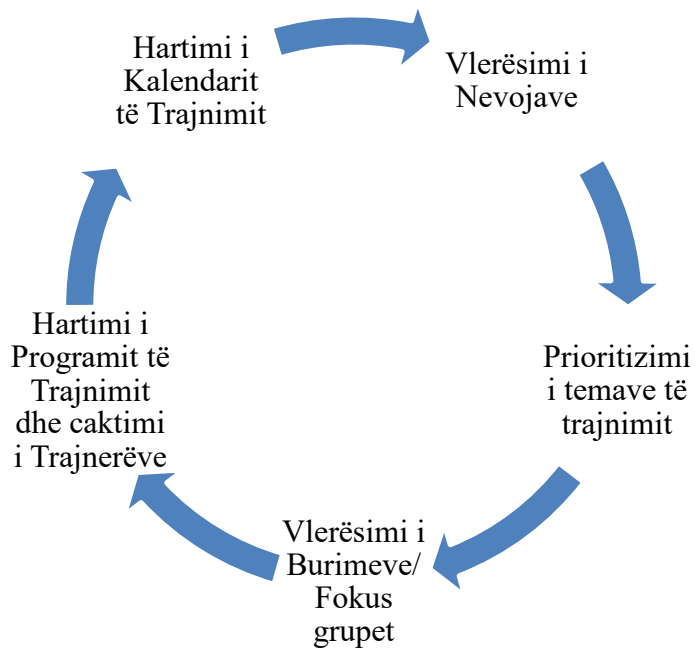 Hartimi i
Kalendarit
të Trajnimit
Vlerësimi i
Nevojave
Prioritizimi
i temave të
trajnimit
Vlerësimi i
Burimeve/
Fokus
grupet
Hartimi i
Programit të
Trajnimit
dhe caktimi
i Trajnerëve